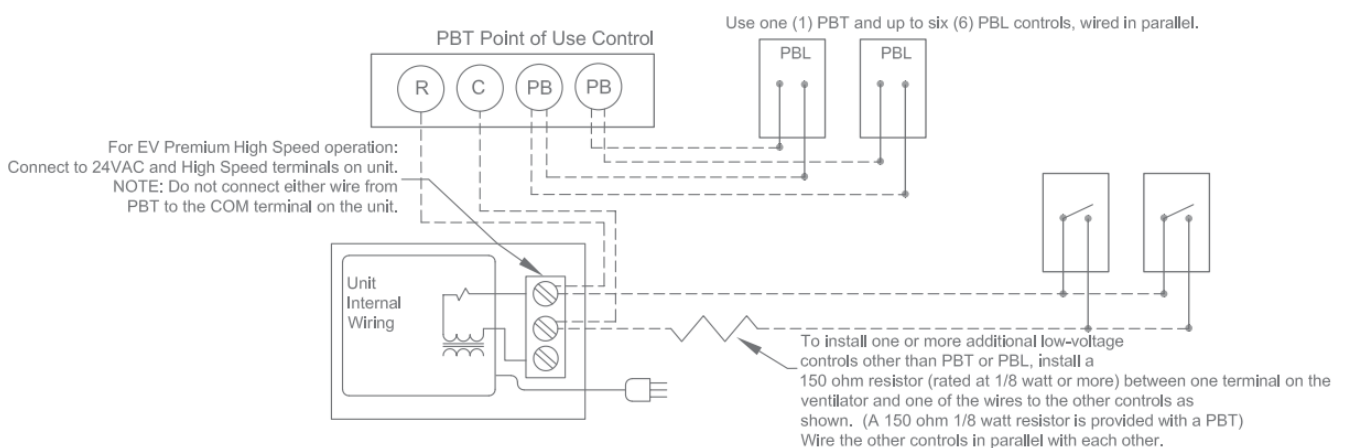 Use one (1) PBT and up to six (6) PBL controls, wired in parallel.
PBT Point of Use Control
PBL
PBL
R
C
PB
PB
For EV Premium High Speed operation:
Connect to 24VAC and High Speed terminals on unit.
NOTE: Do not connect either wire from
PBT to the COM terminal on the unit.
Unit
Internal
Wiring
To install one or more additional low-voltage
controls other than PBT or PBL, install a
150 ohm resistor (rated at 1/8 watt or more) between one terminal on the
ventilator and one of the wires to the other controls as
shown. (A 150 ohm 1/8 watt resistor is provided with a PBT)
Wire the other controls in parallel with each other.